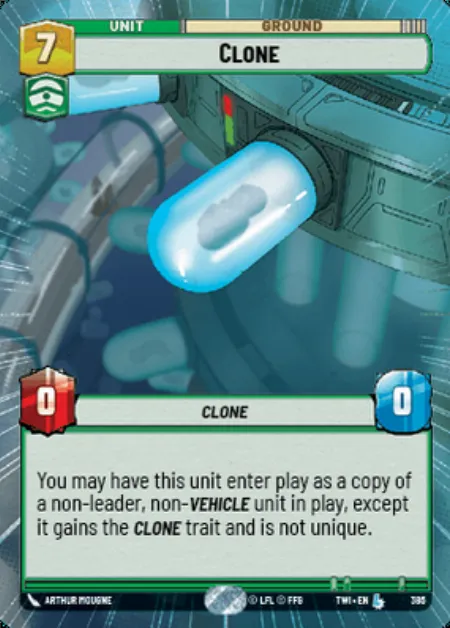 UNIT GROUND
7 CLONE
0 CLONE 0
You may have this unit enter play as a copy of
a non-leader, non-VEHICLE unit in play, except
it gains the CLONE trait and is not unique.
ARTHUR MOUGNE © LFL © FFG TWI • EN L